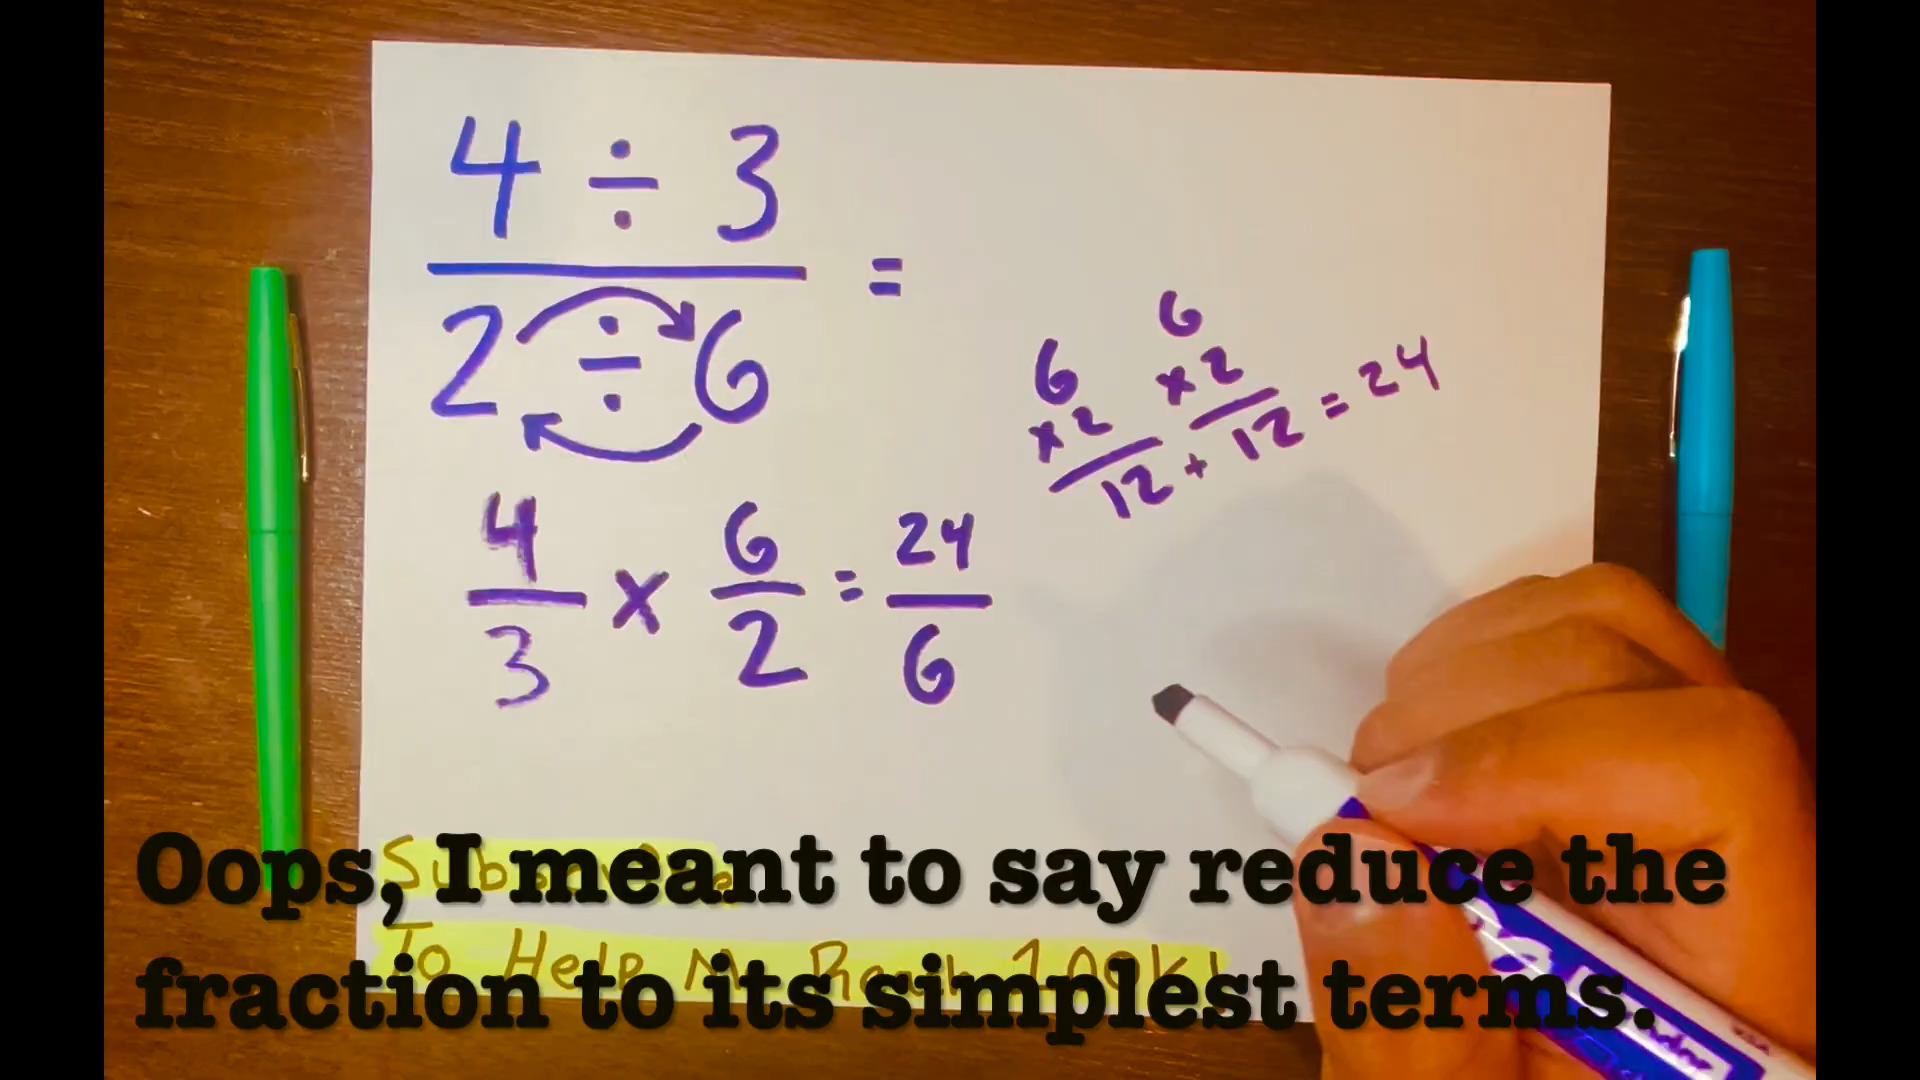 4 ÷ 3
2 ÷ 6 =
6 6
x2 x2
12 + 12 = 24
4/3 x 6/2 = 24/6
Oops, I meant to say reduce the
fraction to its simplest terms.
To Help 100K!